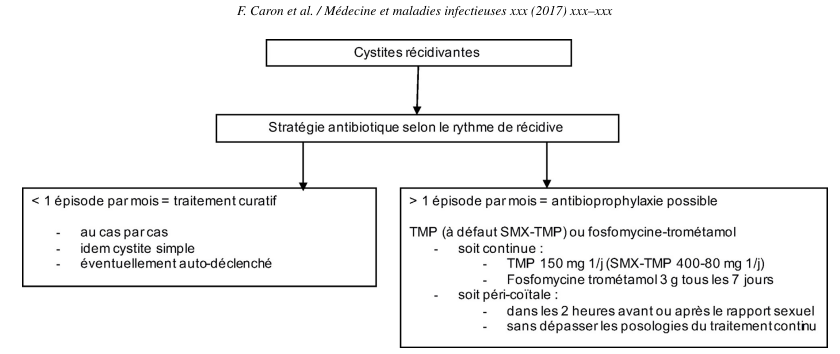 F. Caron et al. / Médecine et maladies infectieuses xxx (2017) xxx–xxx
Cystites récidivantes
Stratégie antibiotique selon le rythme de récidive
< 1 épisode par mois = traitement curatif
- au cas par cas
- idem cystite simple
- éventuellement auto-déclenché
> 1 épisode par mois = antibioprophylaxie possible
TMP (à défaut SMX-TMP) ou fosfomycine-trométamol
- soit continue :
- TMP 150 mg 1/j (SMX-TMP 400-80 mg 1/j)
- Fosfomycine trométamol 3 g tous les 7 jours
- soit péri-coïtale :
- dans les 2 heures avant ou après le rapport sexuel
- sans dépasser les posologies du traitement continu